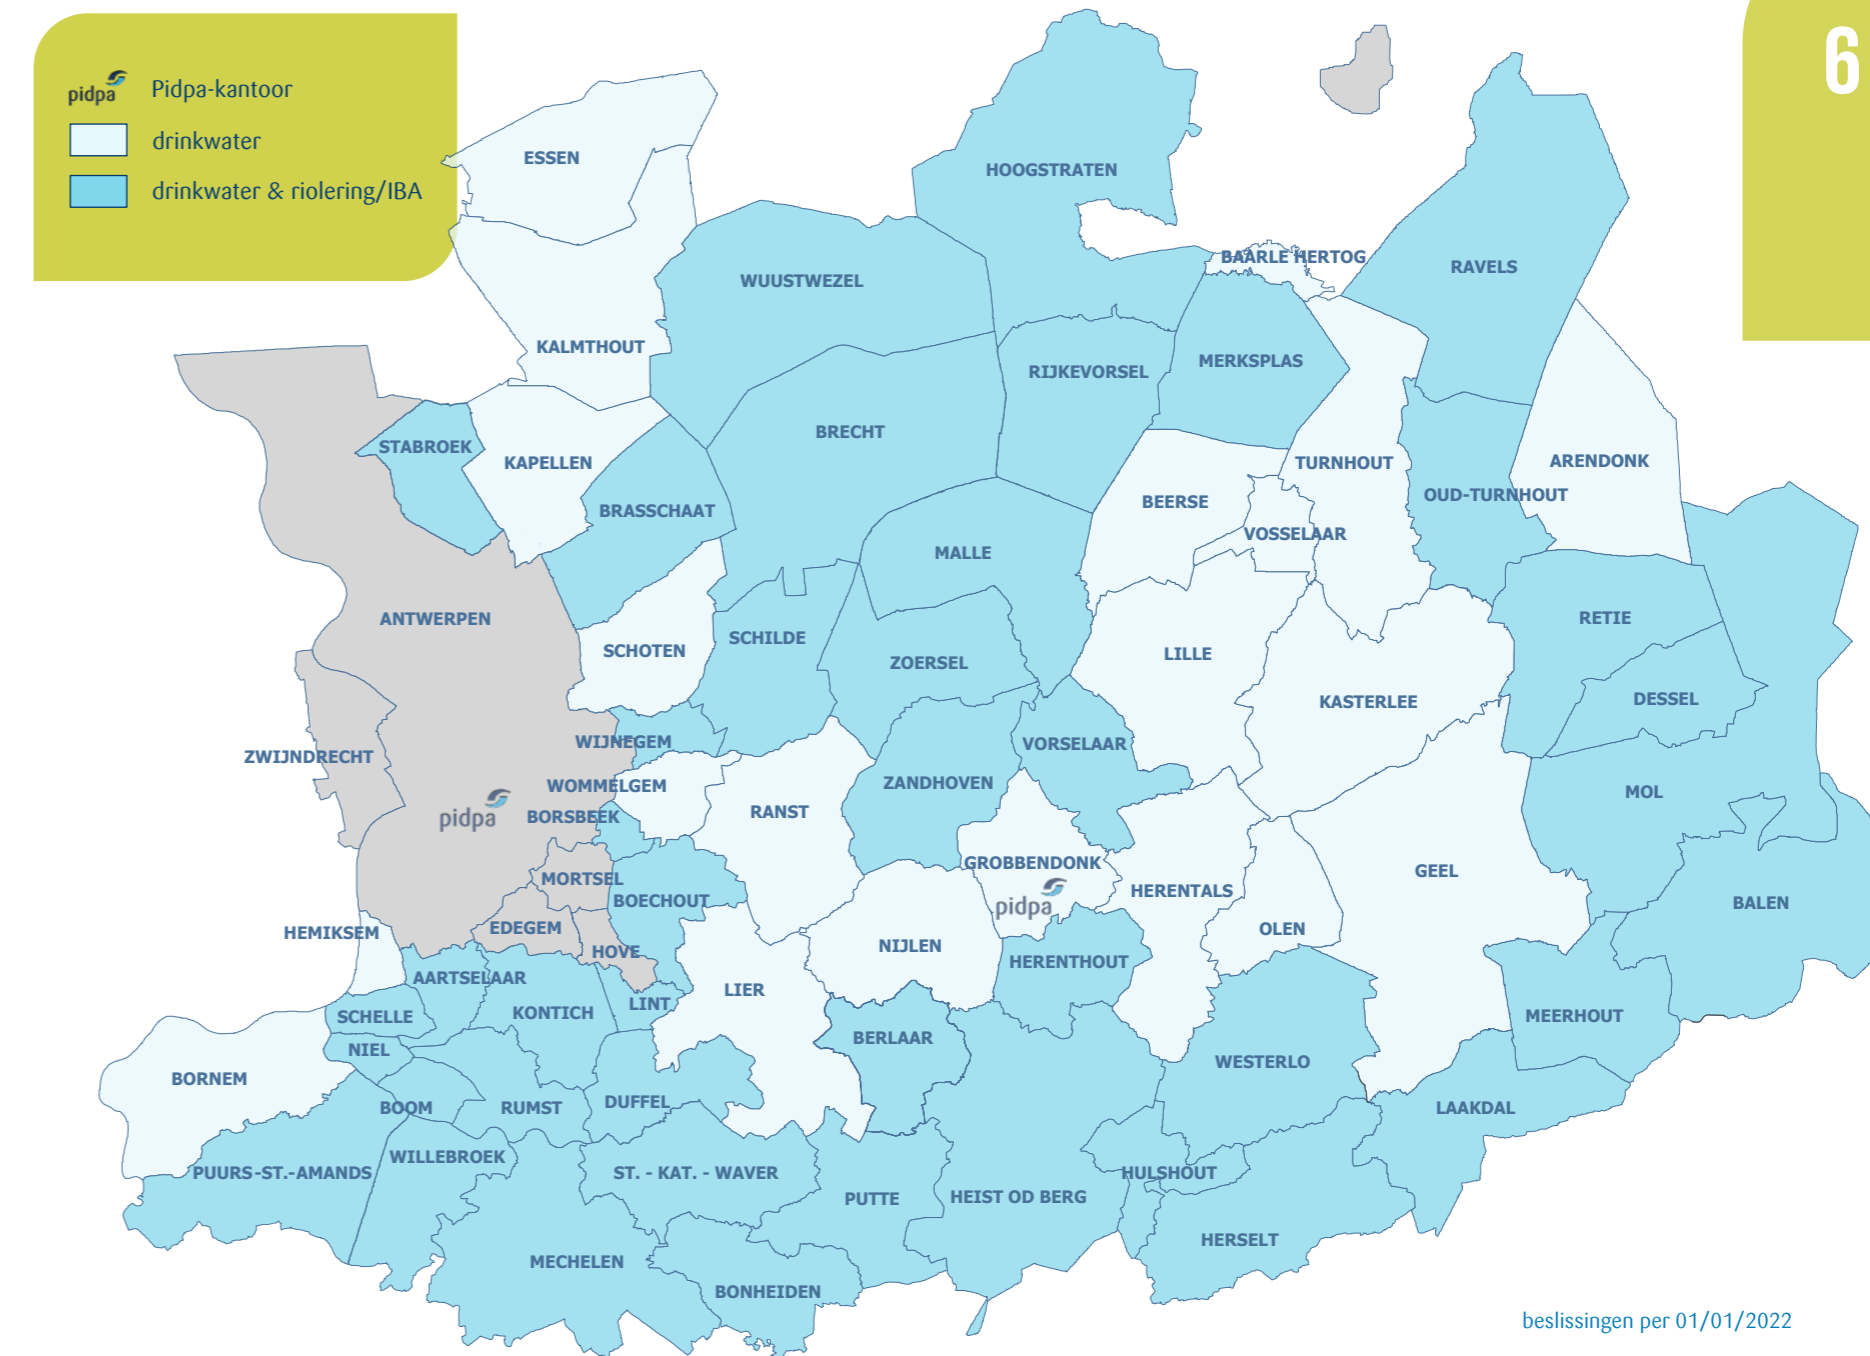 6
pidpa Pidpa-kantoor
drinkwater
drinkwater & riolering/IBA
ESSEN
HOOGSTRATEN
BAARLE HERTOG
RAVELS
WUUSTWEZEL
KALMTHOUT
RIJKEVORSEL
MERKSPLAS
STABROEK
KAPELLEN
BRECHT
TURNHOUT
ARENDONK
BRASSCHAAT
BEERSE
OUD-TURNHOUT
VOSSELAAR
MALLE
ANTWERPEN
SCHOTEN
SCHILDE
ZOERSEL
LILLE
RETIE
KASTERLEE
DESSEL
WIJNEGEM
VORSELAAR
ZWIJNDRECHT
WOMMELGEM
ZANDHOVEN
MOL
pidpa
BORSBEEK
RANST
GROBBENDONK
pidpa
GEEL
MORTSEL
BOECHOUT
HERENTALS
BALEN
HEMIKSEM
EDEGEM
HOVE
NIJLEN
OLEN
AARTSELAAR
HERENTHOUT
LIER
SCHELLE
KONTICH
LINT
MEERHOUT
NIEL
BERLAAR
WESTERLO
BORNEM
BOOM
RUMST
DUFFEL
LAAKDAL
PUURS-ST.-AMANDS
WILLEBROEK
ST. - KAT. - WAVER
PUTTE
HEIST OD BERG
HULSHOUT
HERSELT
MECHELEN
BONHEIDEN
beslissingen per 01/01/2022